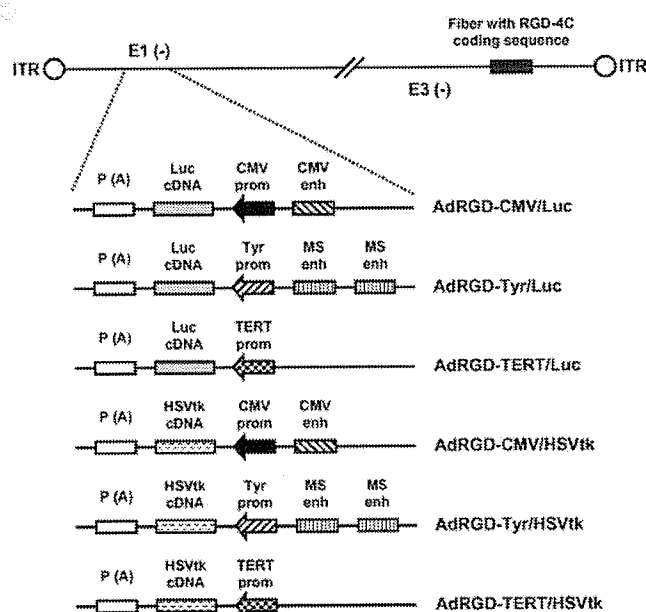 Fiber with RGD-4C
coding sequence
E1 (-)
ITR
ITR
E3 (-)
P (A) Luc cDNA CMV prom CMV enh
AdRGD-CMV/Luc
P (A) Luc cDNA Tyr prom MS enh MS enh
AdRGD-Tyr/Luc
P (A) Luc cDNA TERT prom
AdRGD-TERT/Luc
P (A) HSVtk cDNA CMV prom CMV enh
AdRGD-CMV/HSVtk
P (A) HSVtk cDNA Tyr prom MS enh MS enh
AdRGD-Tyr/HSVtk
P (A) HSVtk cDNA TERT prom
AdRGD-TERT/HSVtk